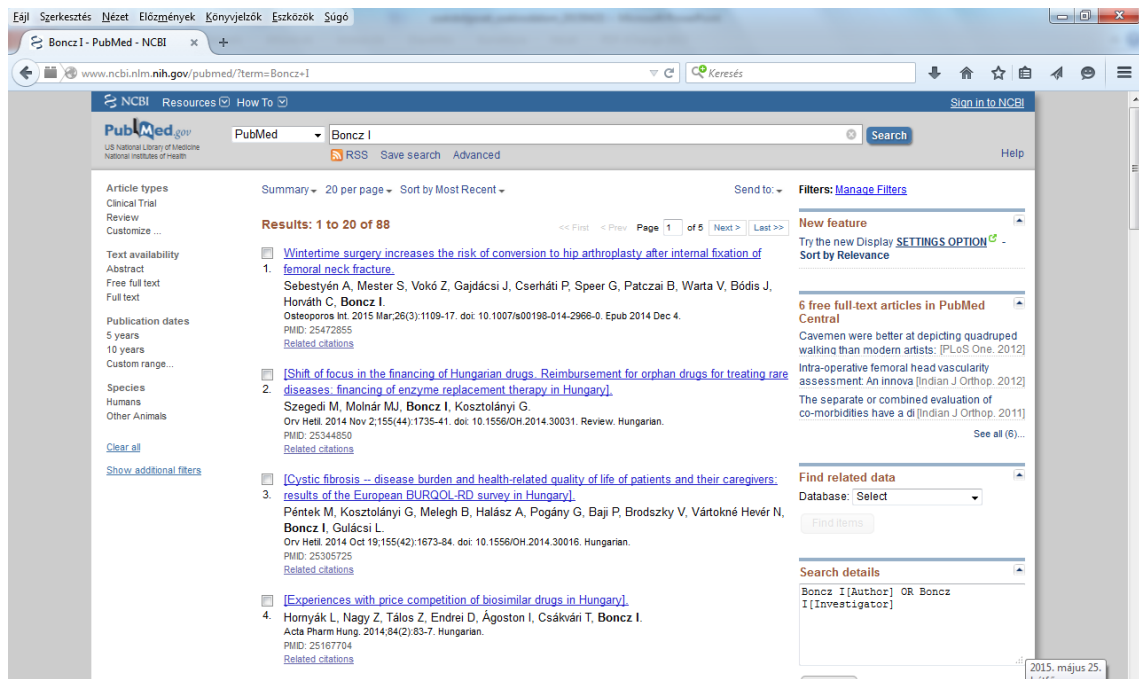 Fájl Szerkesztés Nézet Előzmények Könyvjelzők Eszközök Súgó
Boncz I - PubMed - NCBI × +
www.ncbi.nlm.nih.gov/pubmed/?term=Boncz+I
Keresés
NCBI Resources How To
Sign in to NCBI
PubMed.gov
US National Library of Medicine
National Institutes of Health
PubMed
Boncz I
Search
RSS Save search Advanced
Help
Article types
Clinical Trial
Review
Customize ...
Text availability
Abstract
Free full text
Full text
Publication dates
5 years
10 years
Custom range...
Species
Humans
Other Animals
Clear all
Show additional filters
Summary 20 per page Sort by Most Recent
Send to:
Results: 1 to 20 of 88
<< First < Prev Page 1 of 5 Next > Last >>
Wintertime surgery increases the risk of conversion to hip arthroplasty after internal fixation of
1. femoral neck fracture.
Sebestyén A, Mester S, Vokó Z, Gajdácsi J, Cserháti P, Speer G, Patczai B, Warta V, Bódis J,
Horváth C, Boncz I.
Osteoporos Int. 2015 Mar;26(3):1109-17. doi: 10.1007/s00198-014-2966-0. Epub 2014 Dec 4.
PMID: 25472855
Related citations
[Shift of focus in the financing of Hungarian drugs. Reimbursement for orphan drugs for treating rare
2. diseases: financing of enzyme replacement therapy in Hungary].
Szegedi M, Molnár MJ, Boncz I, Kosztolányi G.
Orv Hetil. 2014 Nov 2;155(44):1735-41. doi: 10.1556/OH.2014.30031. Review. Hungarian.
PMID: 25344850
Related citations
[Cystic fibrosis -- disease burden and health-related quality of life of patients and their caregivers:
3. results of the European BURQOL-RD survey in Hungary].
Péntek M, Kosztolányi G, Melegh B, Halász A, Pogány G, Baji P, Brodszky V, Vártokné Hevér N,
Boncz I, Gulácsi L.
Orv Hetil. 2014 Oct 19;155(42):1673-84. doi: 10.1556/OH.2014.30016. Hungarian.
PMID: 25305725
Related citations
[Experiences with price competition of biosimilar drugs in Hungary].
4. Hornyák L, Nagy Z, Tálos Z, Endrei D, Ágoston I, Csákvári T, Boncz I.
Acta Pharm Hung. 2014;84(2):83-7. Hungarian.
PMID: 25167704
Related citations
Filters: Manage Filters
New feature
Try the new Display SETTINGS OPTION -
Sort by Relevance
6 free full-text articles in PubMed
Central
Cavemen were better at depicting quadruped
walking than modern artists: [PLoS One. 2012]
Intra-operative femoral head vascularity
assessment: An innova [Indian J Orthop. 2012]
The separate or combined evaluation of
co-morbidities have a di [Indian J Orthop. 2011]
See all (6)...
Find related data
Database: Select
Find items
Search details
Boncz I[Author] OR Boncz
I[Investigator]
2015. május 25.